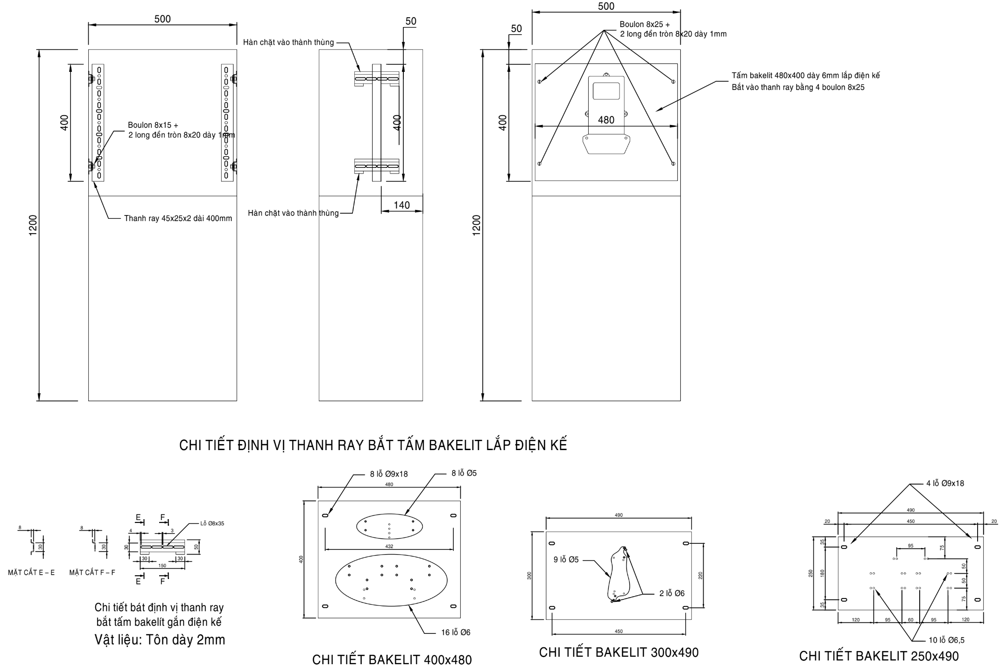 500
50
Hàn chặt vào thành thùng
400
Boulon 8x15 +
2 long đền tròn 8x20 dày 1mm
400
Hàn chặt vào thành thùng
140
Thanh ray 45x25x2 dài 400mm
1200
500
50
Boulon 8x25 +
2 long đền tròn 8x20 dày 1mm
Tấm bakelit 480x400 dày 6mm lắp điện kế
Bắt vào thanh ray bằng 4 boulon 8x25
400
480
1200
CHI TIẾT ĐỊNH VỊ THANH RAY BẮT TẤM BAKELIT LẮP ĐIỆN KẾ
8
30
MẶT CẮT E – E
8
30
MẶT CẮT F – F
E
F
Lỗ Ø8x35
4
3
30
50
30
30
150
E
F
Chi tiết bát định vị thanh ray
bắt tấm bakelít gắn điện kế
Vật liệu: Tôn dày 2mm
8 lỗ Ø9x18
8 lỗ Ø5
480
432
400
16 lỗ Ø6
CHI TIẾT BAKELIT 400x480
490
9 lỗ Ø5
300
220
2 lỗ Ø6
450
CHI TIẾT BAKELIT 300x490
4 lỗ Ø9x18
490
20
450
20
35
95
75
250
180
50
50
35
75
120
95
60
95
120
10 lỗ Ø6,5
CHI TIẾT BAKELIT 250x490